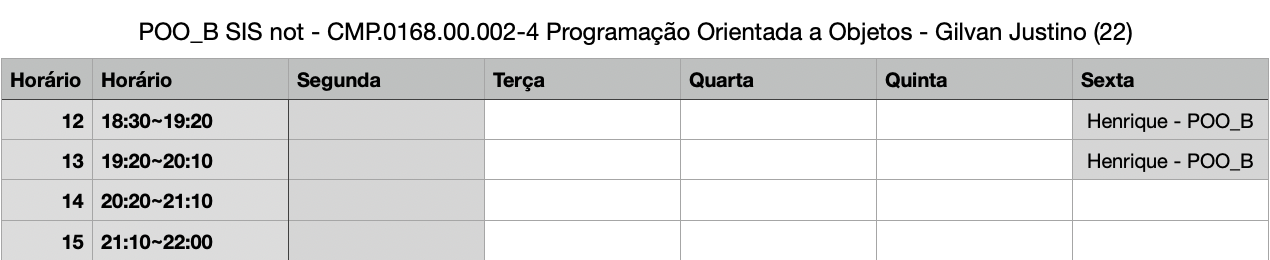 POO_B SIS not - CMP.0168.00.002-4 Programação Orientada a Objetos - Gilvan Justino (22)
Horário Horário Segunda Terça Quarta Quinta Sexta
12 18:30~19:20 Henrique - POO_B
13 19:20~20:10 Henrique - POO_B
14 20:20~21:10
15 21:10~22:00